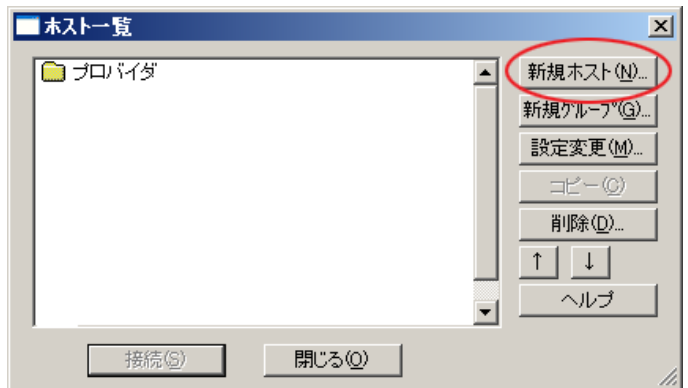 ホスト一覧
プロバイダ
新規ホスト(N)...
新規グループ(G)...
設定変更(M)...
コピー(C)
削除(D)...
↑ ↓
ヘルプ
接続(S) 閉じる(O)